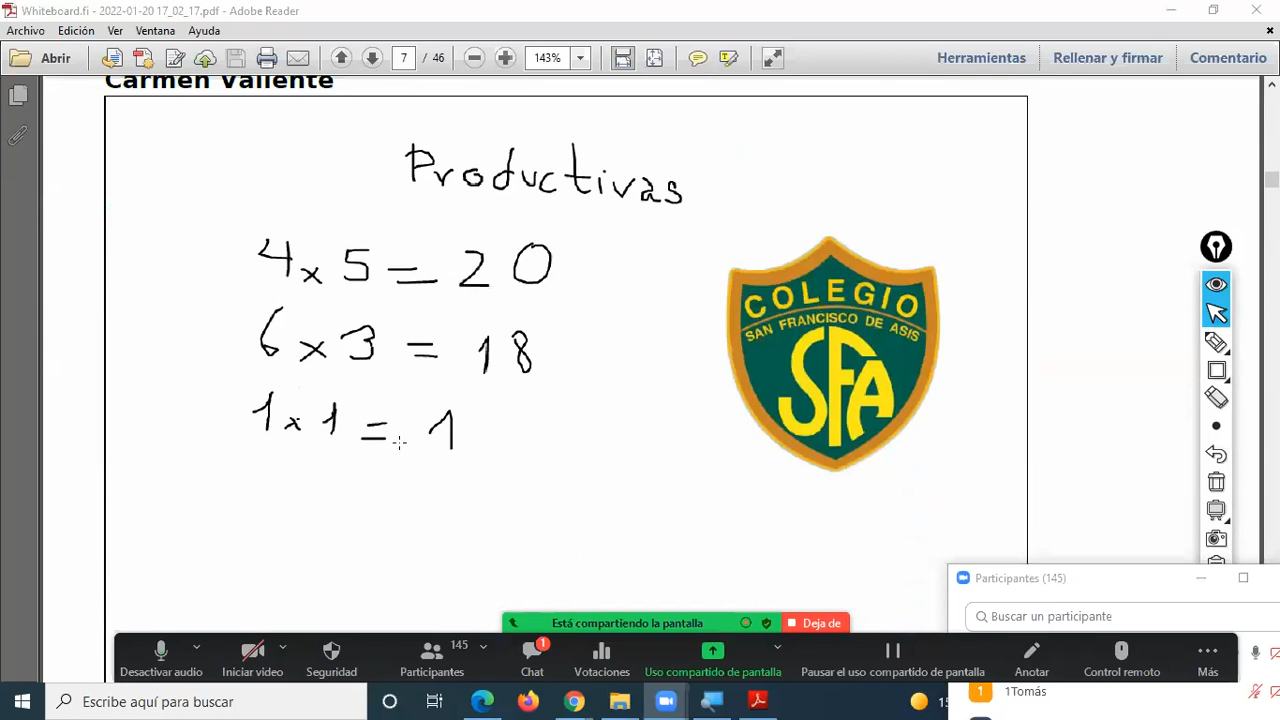 Whiteboard.fi - 2022-01-20 17_02_17.pdf - Adobe Reader
Archivo Edición Ver Ventana Ayuda
Abrir 7 / 46 143% Herramientas Rellenar y firmar Comentario
Carmen Valiente
Productivas
4 x 5 = 20
6 x 3 = 18
1 x 1 = 1
COLEGIO
SAN FRANCISCO DE ASIS
SFA
Participantes (145)
Buscar un participante
Está compartiendo la pantalla Deja de
145 1
Desactivar audio Iniciar video Seguridad Participantes Chat Votaciones Uso compartido de pantalla Pausar el uso compartido de pantalla Anotar Control remoto Más
1 1Tomás
Escribe aquí para buscar